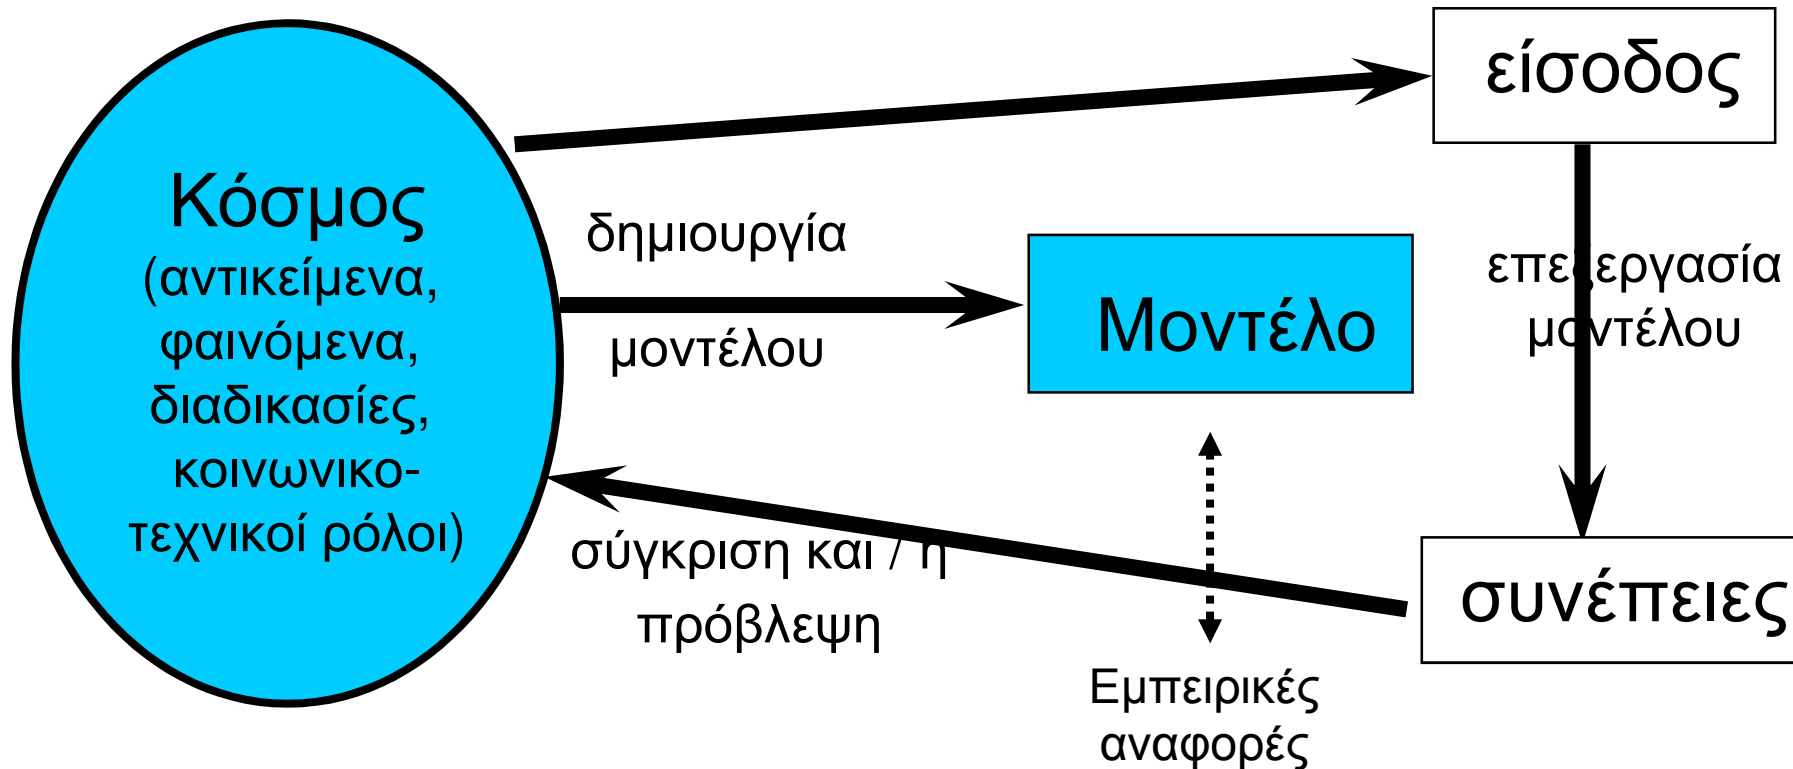 είσοδος
Κόσμος
(αντικείμενα,
φαινόμενα,
διαδικασίες,
κοινωνικο-
τεχνικοί ρόλοι)
δημιουργία
μοντέλου
Μοντέλο
επεξεργασία
μοντέλου
σύγκριση και / ή
πρόβλεψη
συνέπειες
Εμπειρικές
αναφορές